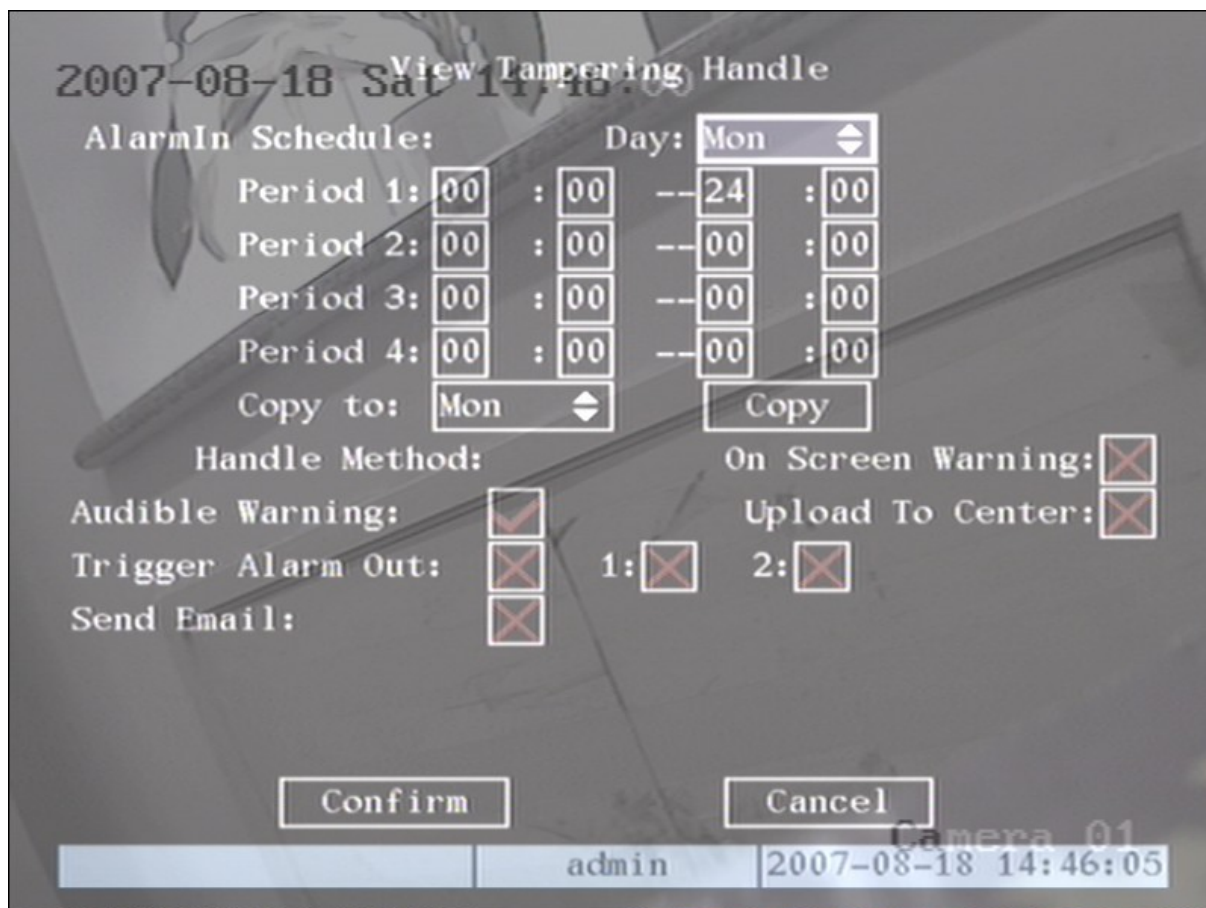 View Tampering Handle
2007-08-18 Sat 14:46:
AlarmIn Schedule: Day: Mon
Period 1: 00 : 00 --24 : 00
Period 2: 00 : 00 --00 : 00
Period 3: 00 : 00 --00 : 00
Period 4: 00 : 00 --00 : 00
Copy to: Mon Copy
Handle Method: On Screen Warning:
Audible Warning: Upload To Center:
Trigger Alarm Out: 1: 2:
Send Email:
Confirm Cancel
Camera 01
admin 2007-08-18 14:46:05